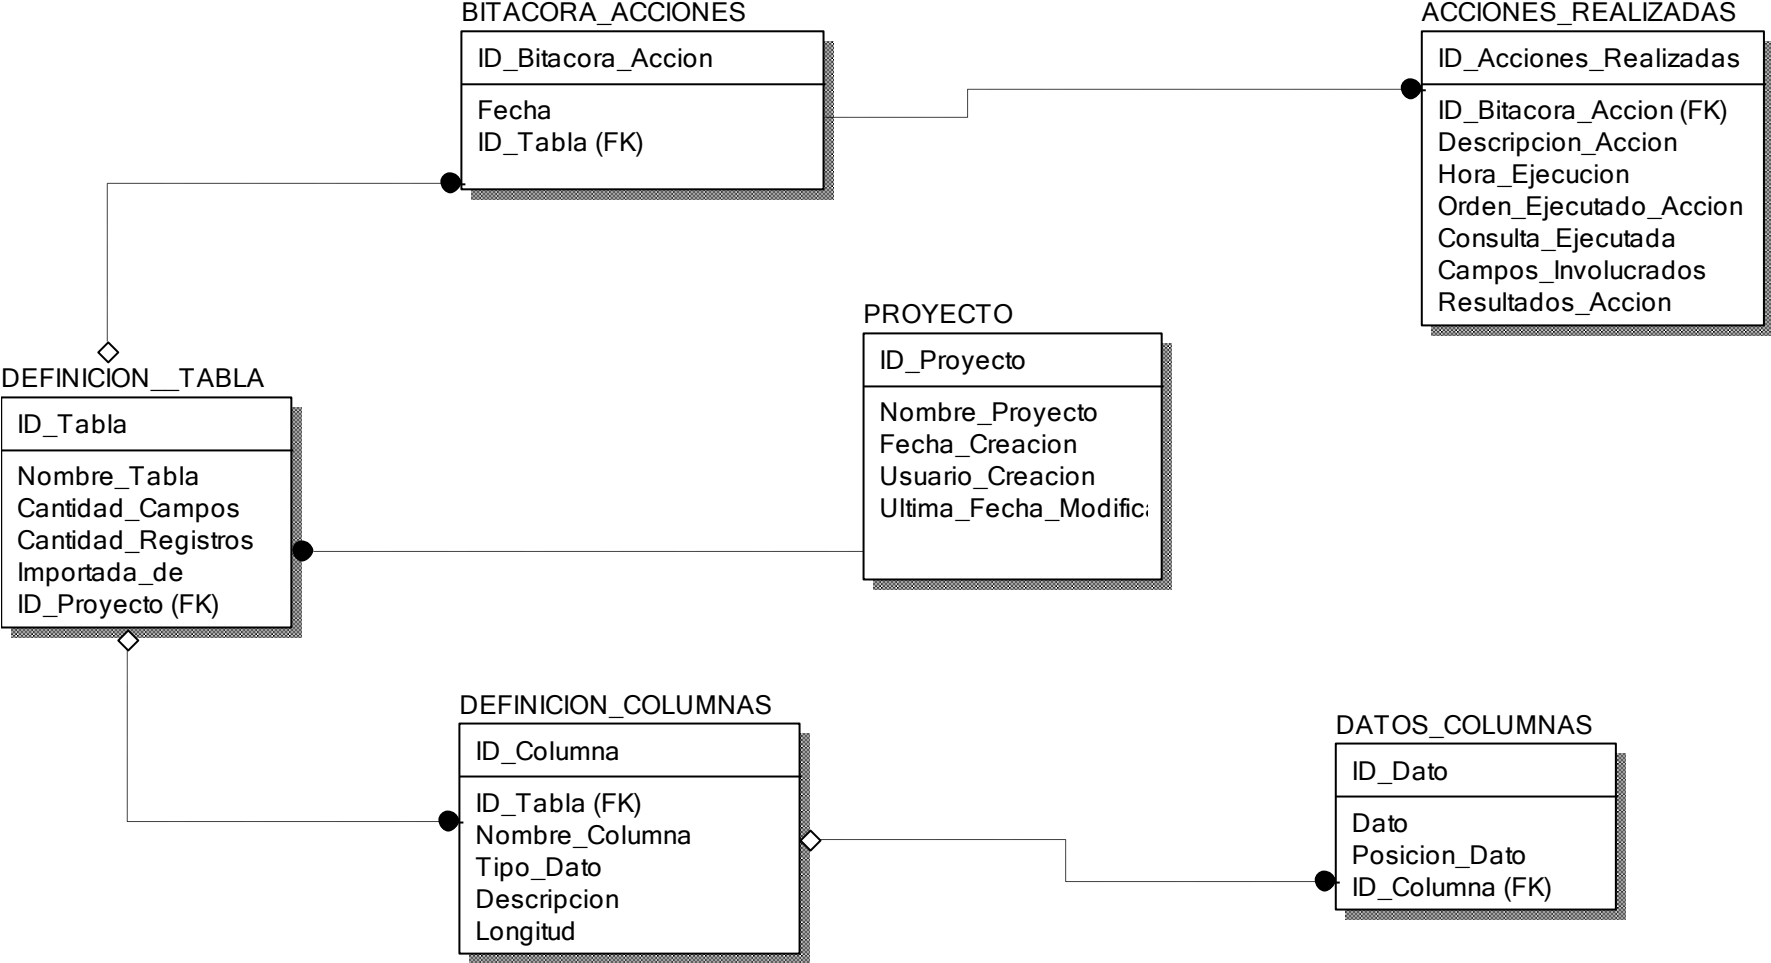 BITACORA_ACCIONES
ID_Bitacora_Accion
Fecha
ID_Tabla (FK)
ACCIONES_REALIZADAS
ID_Acciones_Realizadas
ID_Bitacora_Accion (FK)
Descripcion_Accion
Hora_Ejecucion
Orden_Ejecutado_Accion
Consulta_Ejecutada
Campos_Involucrados
Resultados_Accion
PROYECTO
ID_Proyecto
Nombre_Proyecto
Fecha_Creacion
Usuario_Creacion
Ultima_Fecha_Modific
DEFINICION__TABLA
ID_Tabla
Nombre_Tabla
Cantidad_Campos
Cantidad_Registros
Importada_de
ID_Proyecto (FK)
DEFINICION_COLUMNAS
ID_Columna
ID_Tabla (FK)
Nombre_Columna
Tipo_Dato
Descripcion
Longitud
DATOS_COLUMNAS
ID_Dato
Dato
Posicion_Dato
ID_Columna (FK)